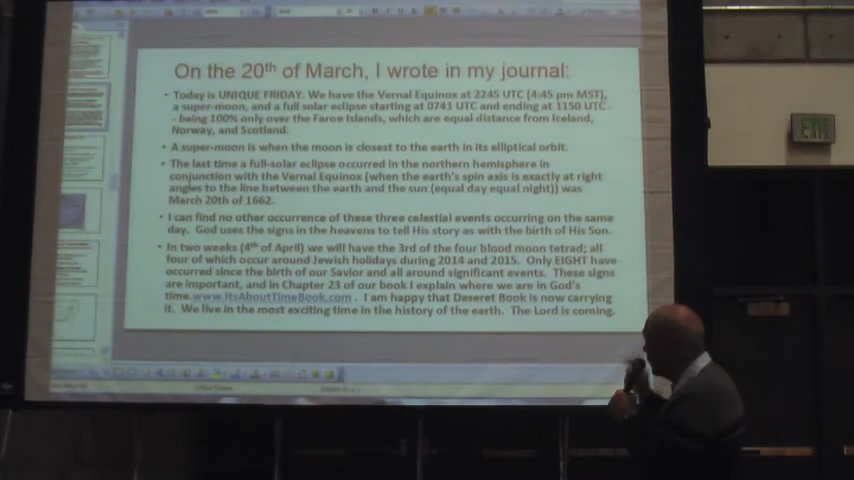 On the 20th of March, I wrote in my journal:
• Today is UNIQUE FRIDAY. We have the Vernal Equinox at 2245 UTC (4:45 pm MST),
a super-moon, and a full solar eclipse starting at 0741 UTC and ending at 1150 UTC -
- being 100% only over the Faroe Islands, which are equal distance from Iceland,
Norway, and Scotland.
• A super-moon is when the moon is closest to the earth in its elliptical orbit.
• The last time a full-solar eclipse occurred in the northern hemisphere in
conjunction with the Vernal Equinox (when the earth's spin axis is exactly at right
angles to the line between the earth and the sun (equal day equal night)) was
March 20th of 1662.
• I can find no other occurrence of these three celestial events occurring on the same
day. God uses the signs in the heavens to tell His story as with the birth of His Son.
• In two weeks (4th of April) we will have the 3rd of the four blood moon tetrad; all
four of which occur around Jewish holidays during 2014 and 2015. Only EIGHT have
occurred since the birth of our Savior and all around significant events. These signs
are important, and in Chapter 23 of our book I explain where we are in God's
time.www.ItsAboutTimeBook.com . I am happy that Deseret Book is now carrying
it. We live in the most exciting time in the history of the earth. The Lord is coming.
EXIT